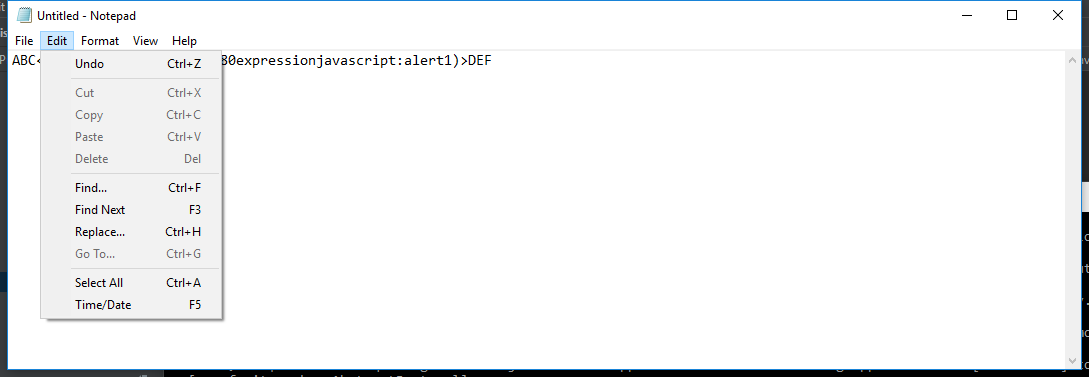 Untitled - Notepad
File Edit Format View Help
ABC< 80expressionjavascript:alert1)>DEF
Undo Ctrl+Z
Cut Ctrl+X
Copy Ctrl+C
Paste Ctrl+V
Delete Del
Find... Ctrl+F
Find Next F3
Replace... Ctrl+H
Go To... Ctrl+G
Select All Ctrl+A
Time/Date F5